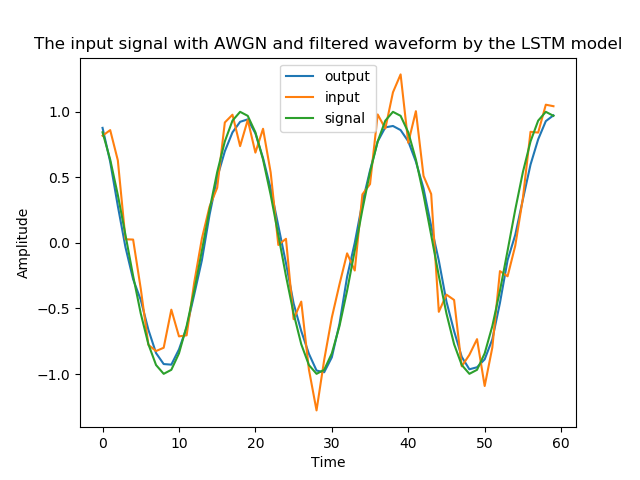 The input signal with AWGN and filtered waveform by the LSTM model
output
input
signal
Amplitude
1.0
0.5
0.0
−0.5
−1.0
0 10 20 30 40 50 60
Time